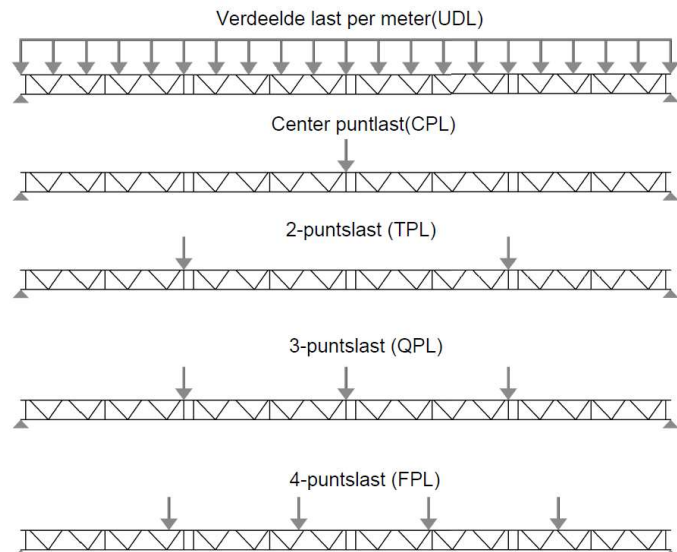 Verdeelde last per meter(UDL)
Center puntlast(CPL)
2-puntslast (TPL)
3-puntslast (QPL)
4-puntslast (FPL)